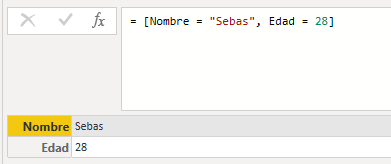 fx
= [Nombre = "Sebas", Edad = 28]
Nombre Sebas
Edad 28